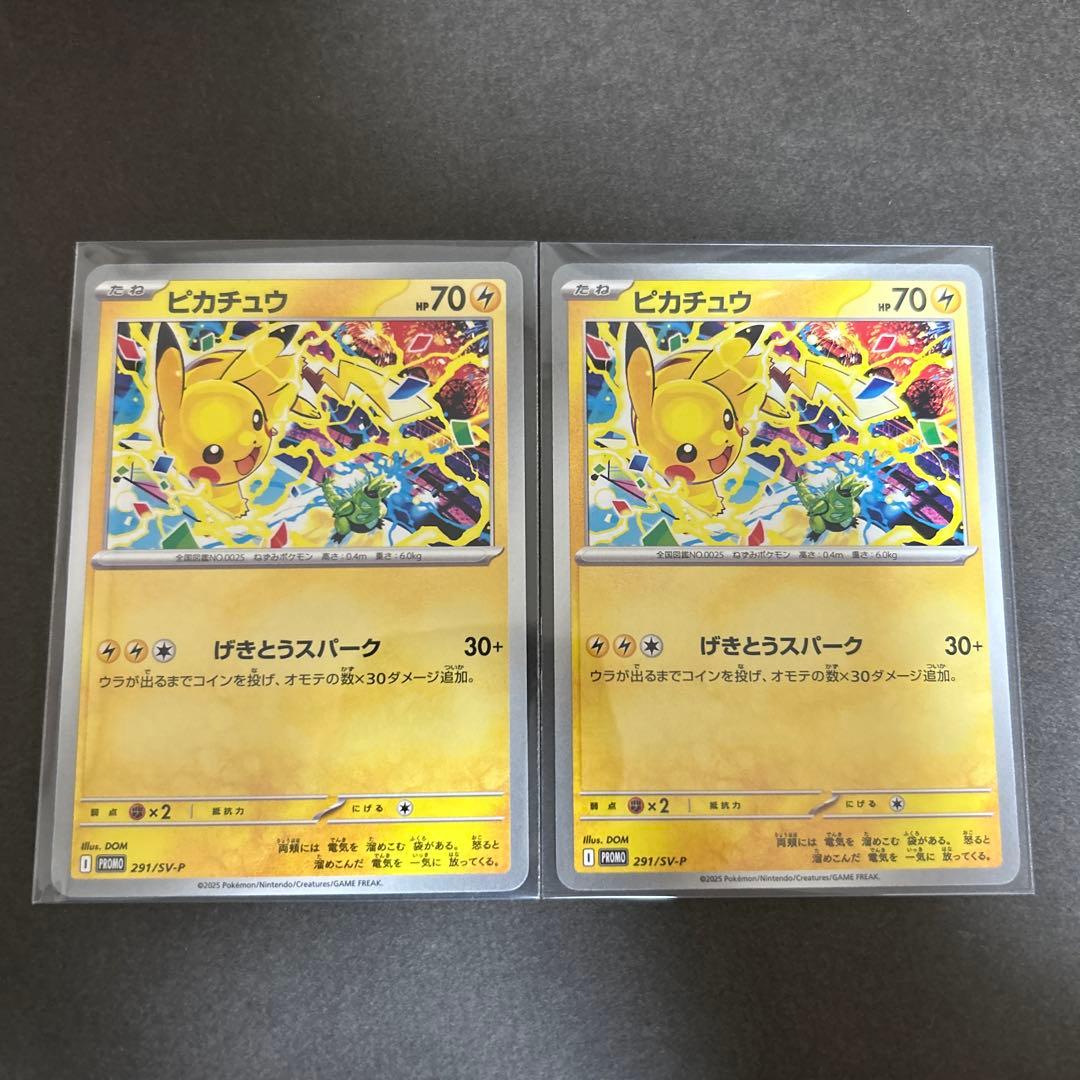 たね ピカチュウ HP70
全国図鑑NO.0025 ねずみポケモン 高さ:0.4m 重さ:6.0kg
げきとうスパーク 30+
ウラが出るまでコインを投げ、オモテの数×30ダメージ追加。
弱点 ×2 抵抗力 にげる
Illus. DOM
両頬には 電気を 溜めこむ 袋がある。 怒ると
溜めこんだ 電気を 一気に 放ってくる。
I PROMO 291/SV-P
©2025 Pokémon/Nintendo/Creatures/GAME FREAK.
たね ピカチュウ HP70
全国図鑑NO.0025 ねずみポケモン 高さ:0.4m 重さ:6.0kg
げきとうスパーク 30+
ウラが出るまでコインを投げ、オモテの数×30ダメージ追加。
弱点 ×2 抵抗力 にげる
Illus. DOM
両頬には 電気を 溜めこむ 袋がある。 怒ると
溜めこんだ 電気を 一気に 放ってくる。
I PROMO 291/SV-P
©2025 Pokémon/Nintendo/Creatures/GAME FREAK.